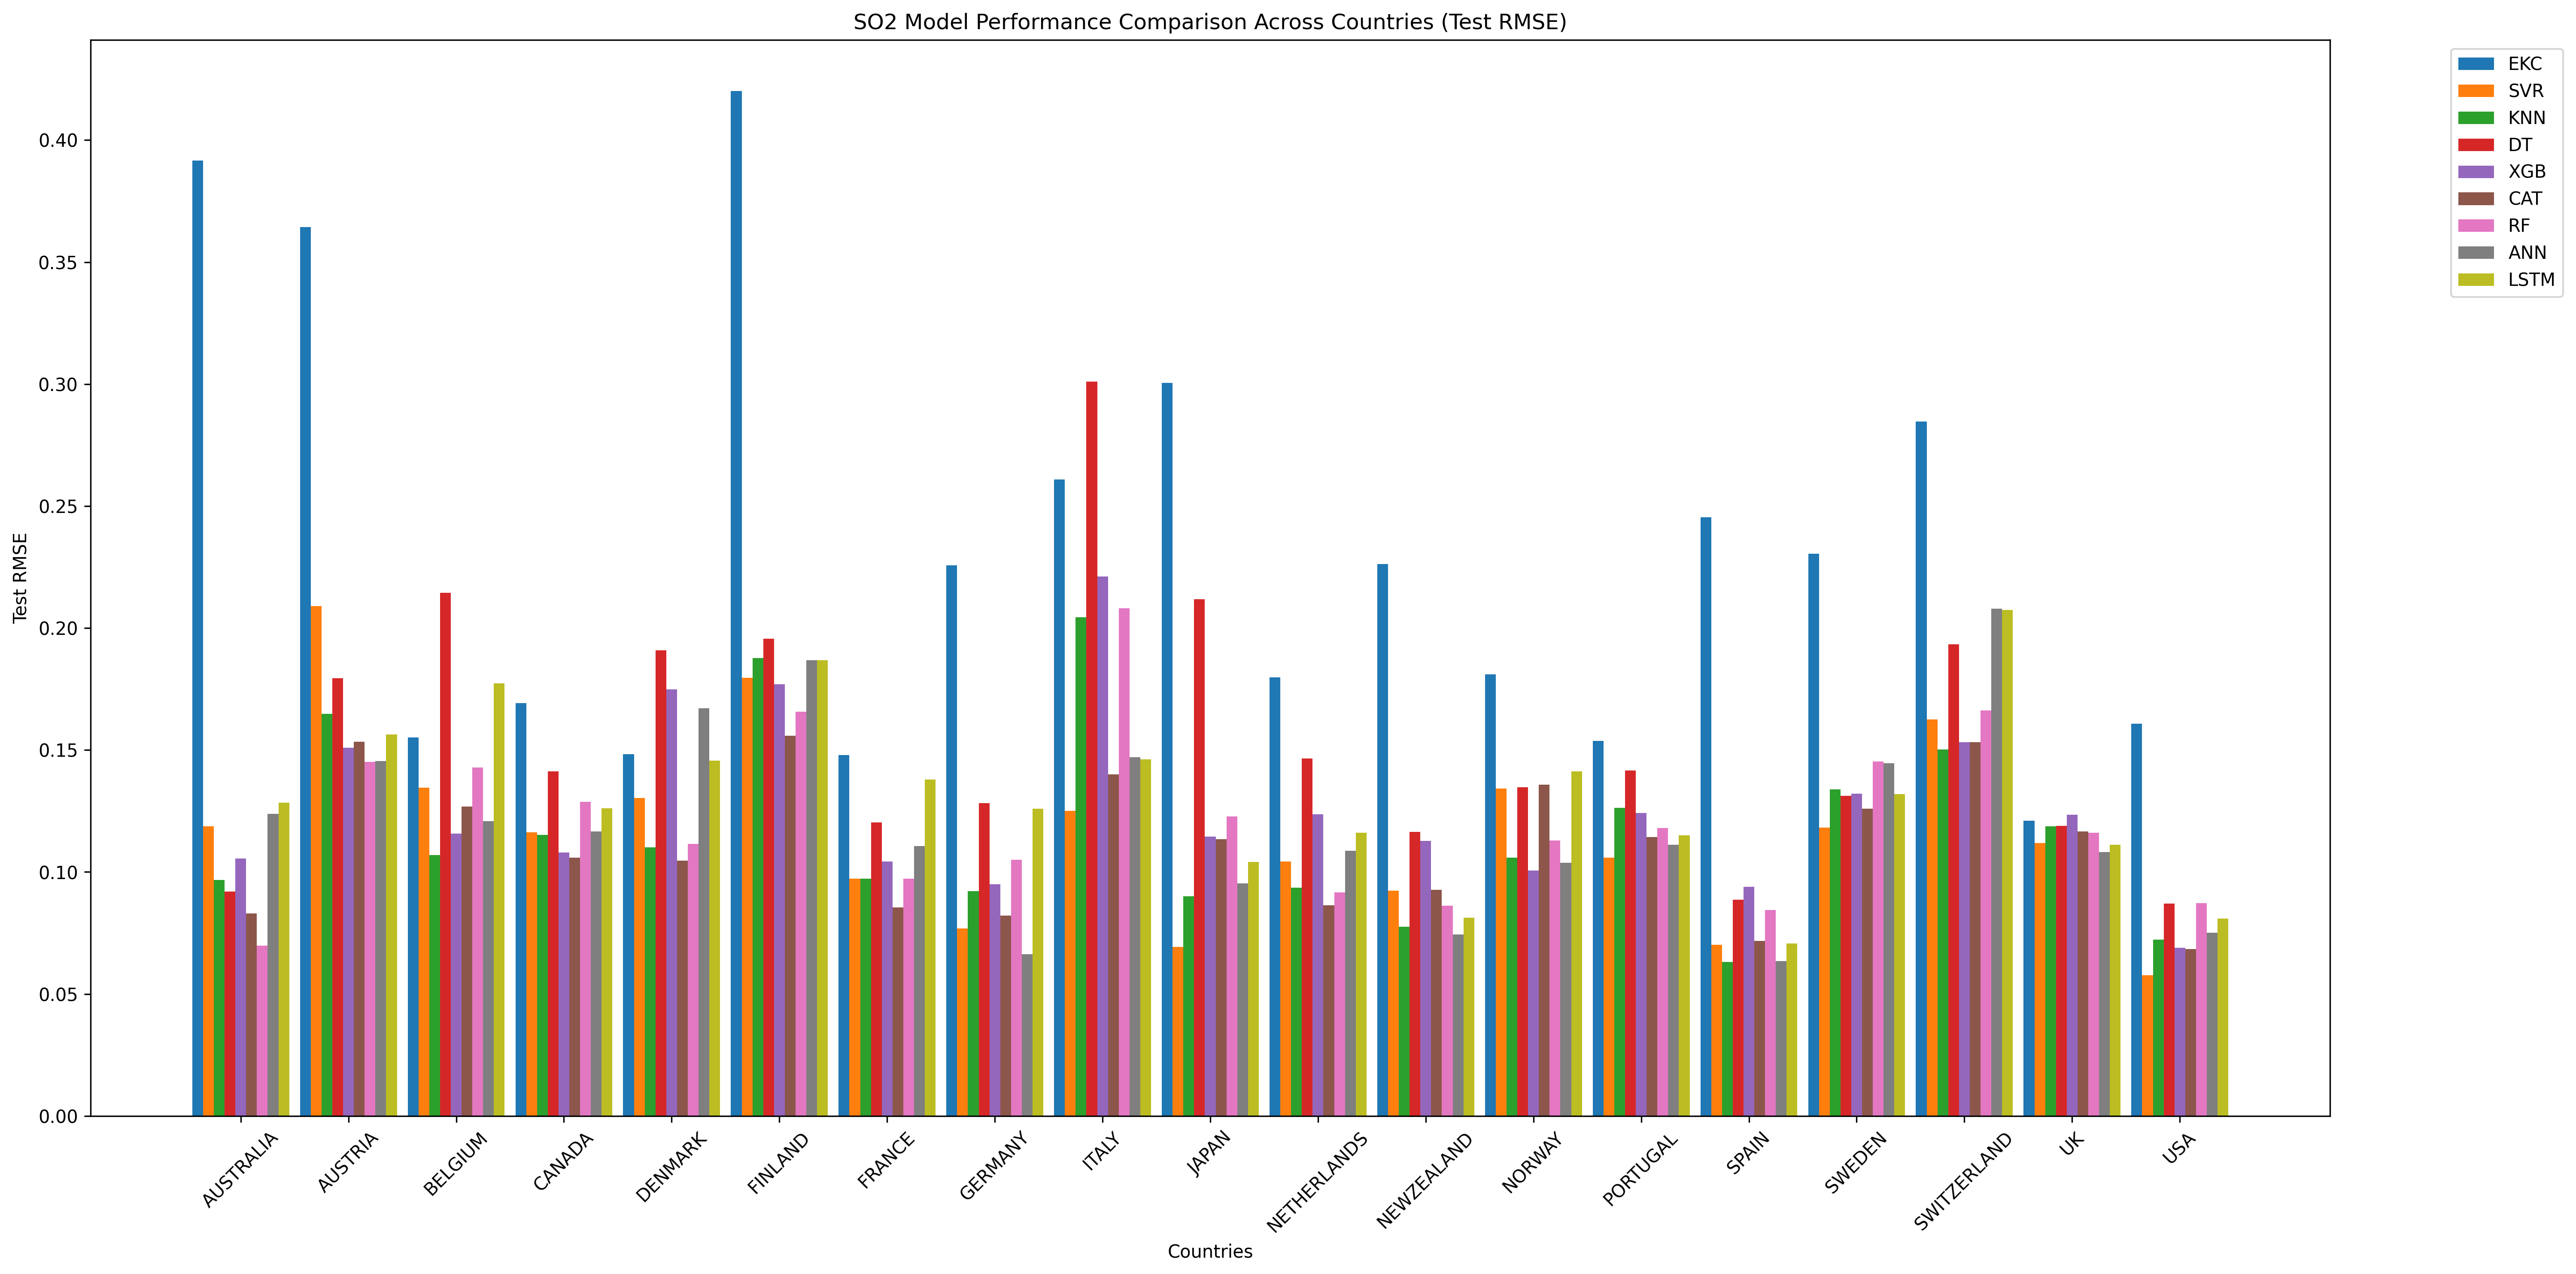 SO2 Model Performance Comparison Across Countries (Test RMSE)
EKC
SVR
KNN
DT
XGB
CAT
RF
ANN
LSTM
Test RMSE
0.40
0.35
0.30
0.25
0.20
0.15
0.10
0.05
0.00
AUSTRALIA
AUSTRIA
BELGIUM
CANADA
DENMARK
FINLAND
FRANCE
GERMANY
ITALY
JAPAN
NETHERLANDS
NEWZEALAND
NORWAY
PORTUGAL
SPAIN
SWEDEN
SWITZERLAND
UK
USA
Countries